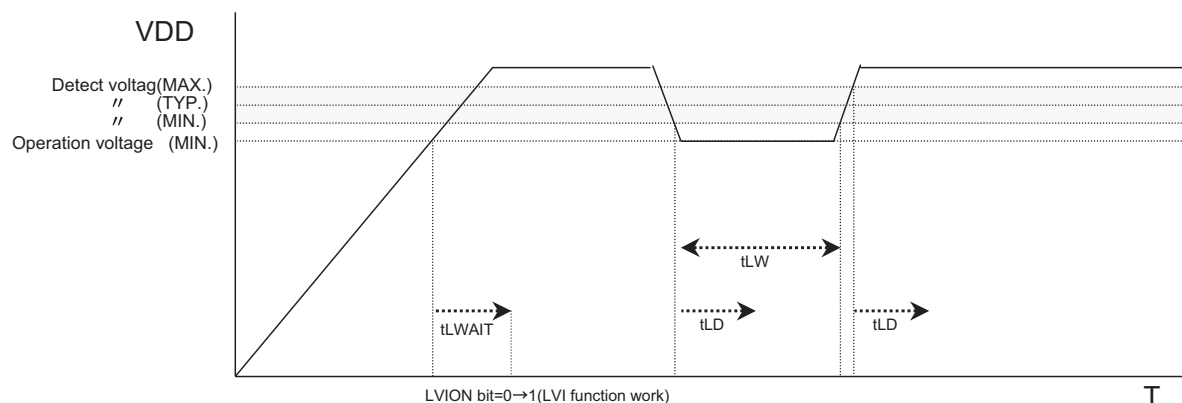 VDD
Detect voltag(MAX.)
〃 (TYP.)
〃 (MIN.)
Operation voltage (MIN.)
tLW
tLWAIT
tLD
tLD
LVION bit=0→1(LVI function work)
T